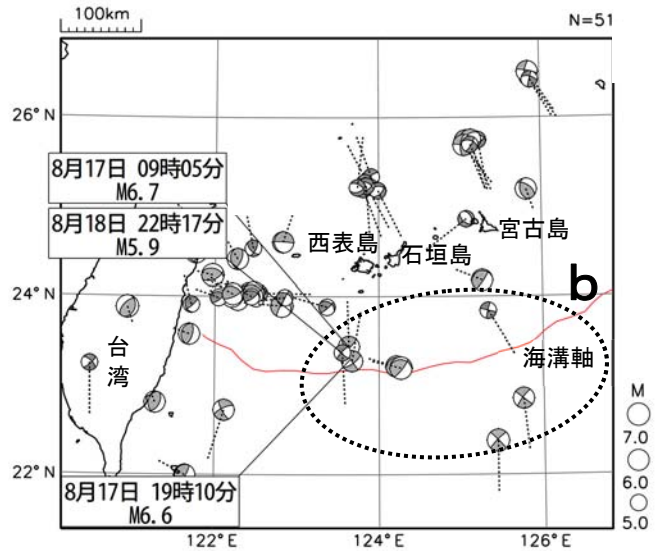 100km
N=51
26°N
8月17日 09時05分
M6.7
8月18日 22時17分
M5.9
西表島
石垣島
宮古島
24°N
b
台
湾
海溝軸
M
7.0
6.0
5.0
22°N
8月17日 19時10分
M6.6
122°E
124°E
126°E